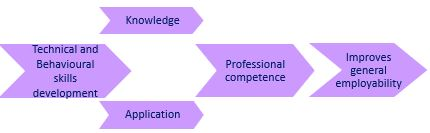 Knowledge
Technical and
Behavioural
skills
development
Professional
competence
Improves
general
employability
Application